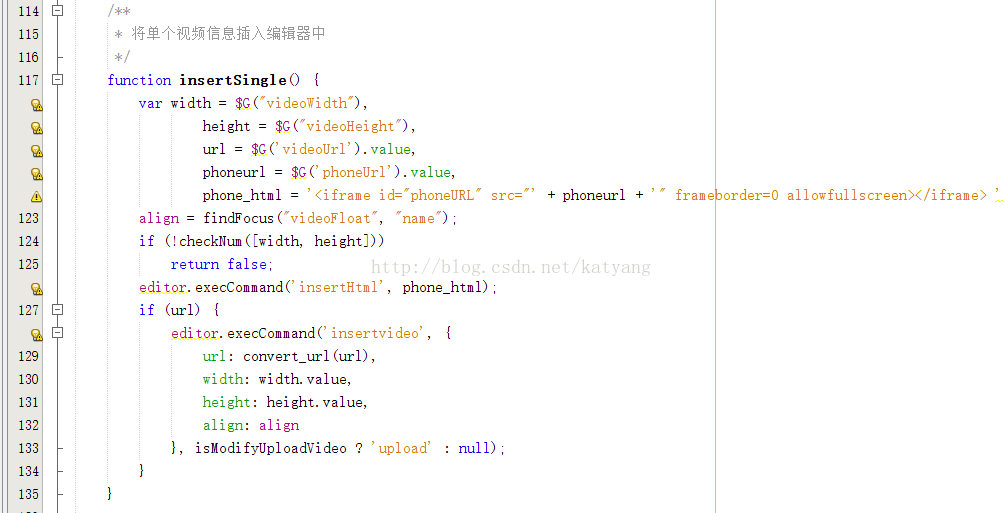 114 /**
115 * 将单个视频信息插入编辑器中
116 */
117 function insertSingle() {
var width = $G("videoWidth"),
height = $G("videoHeight"),
url = $G('videoUrl').value,
phoneurl = $G('phoneUrl').value,
phone_html = '<iframe id="phoneURL" src="' + phoneurl + '" frameborder=0 allowfullscreen></iframe> '
123 align = findFocus("videoFloat", "name");
124 if (!checkNum([width, height]))
125 return false;
http://blog.csdn.net/katyang
editor.execCommand('insertHtml', phone_html);
127 if (url) {
editor.execCommand('insertvideo', {
129 url: convert_url(url),
130 width: width.value,
131 height: height.value,
132 align: align
133 }, isModifyUploadVideo ? 'upload' : null);
134 }
135 }